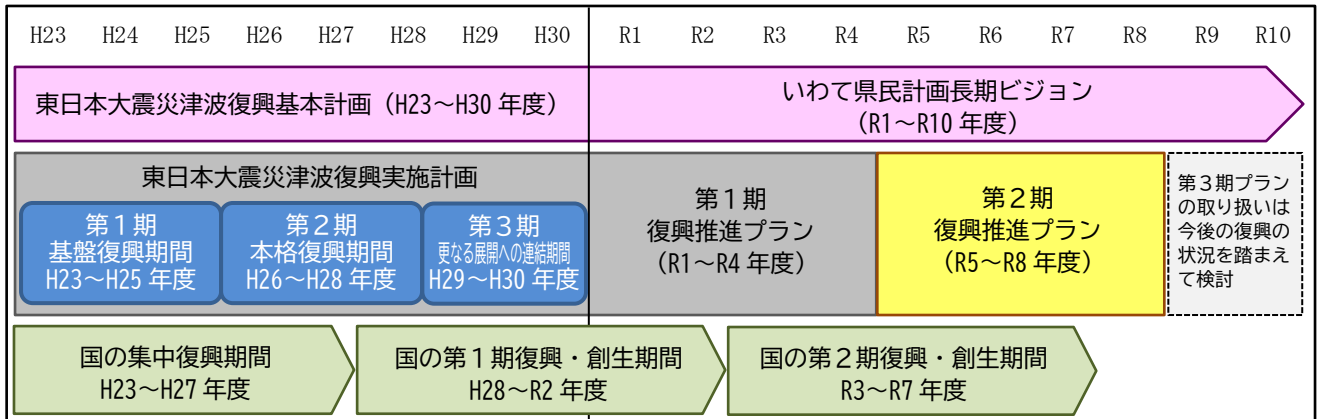 H23 H24 H25 H26 H27 H28 H29 H30 R1 R2 R3 R4 R5 R6 R7 R8 R9 R10
東日本大震災津波復興基本計画（H23～H30 年度）
いわて県民計画長期ビジョン
（R1～R10 年度）
東日本大震災津波復興実施計画
第１期
基盤復興期間
H23～H25 年度
第２期
本格復興期間
H26～H28 年度
第３期
更なる展開への連結期間
H29～H30 年度
第１期
復興推進プラン
（R1～R4 年度）
第２期
復興推進プラン
（R5～R8 年度）
第３期プラン
の取り扱いは
今後の復興の
状況を踏まえ
て検討
国の集中復興期間
H23～H27 年度
国の第１期復興・創生期間
H28～R2 年度
国の第２期復興・創生期間
R3～R7 年度